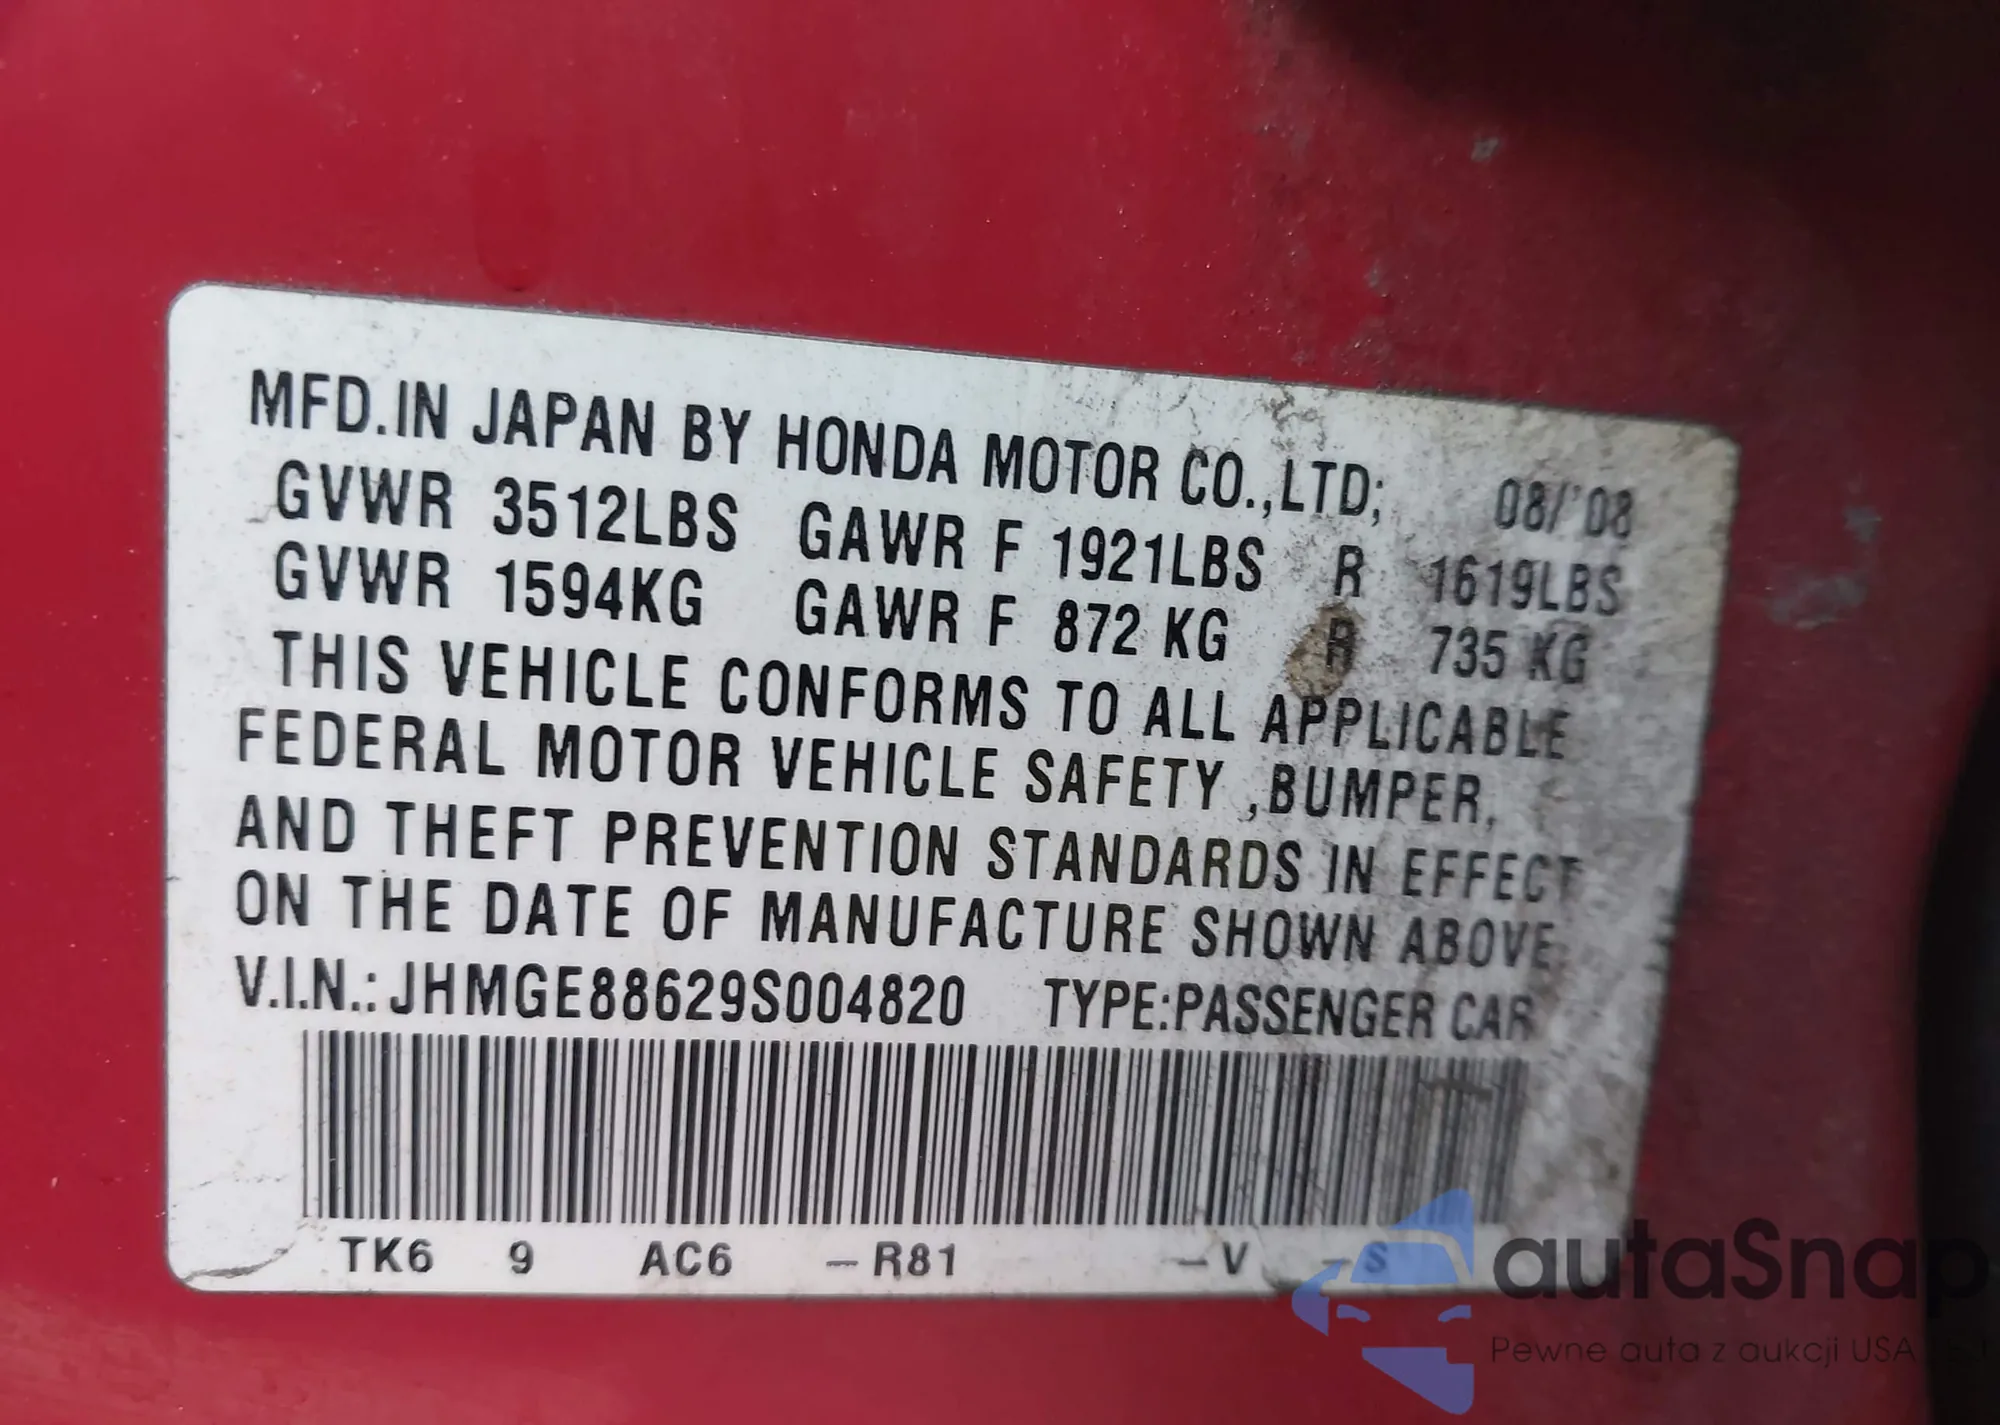 MFD.IN JAPAN BY HONDA MOTOR CO.,LTD; 08/'08
GVWR 3512LBS GAWR F 1921LBS R 1619LBS
GVWR 1594KG GAWR F 872 KG R 735 KG
THIS VEHICLE CONFORMS TO ALL APPLICABLE
FEDERAL MOTOR VEHICLE SAFETY ,BUMPER,
AND THEFT PREVENTION STANDARDS IN EFFECT
ON THE DATE OF MANUFACTURE SHOWN ABOVE.
V.I.N.: JHMGE88629S004820 TYPE:PASSENGER CAR
TK6 9 AC6 –R81 –V –S
autaSnap
Pewne auta z aukcji USA